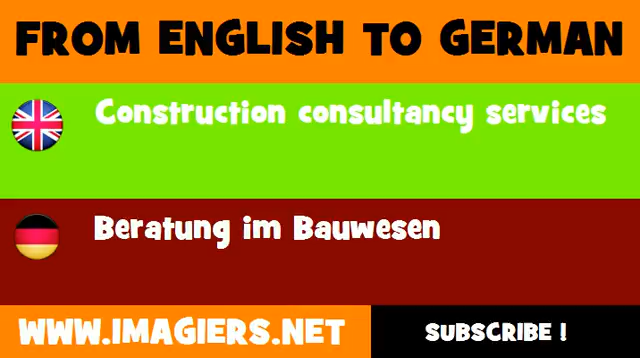 FROM ENGLISH TO GERMAN
Construction consultancy services
Beratung im Bauwesen
WWW.IMAGIERS.NET
SUBSCRIBE !